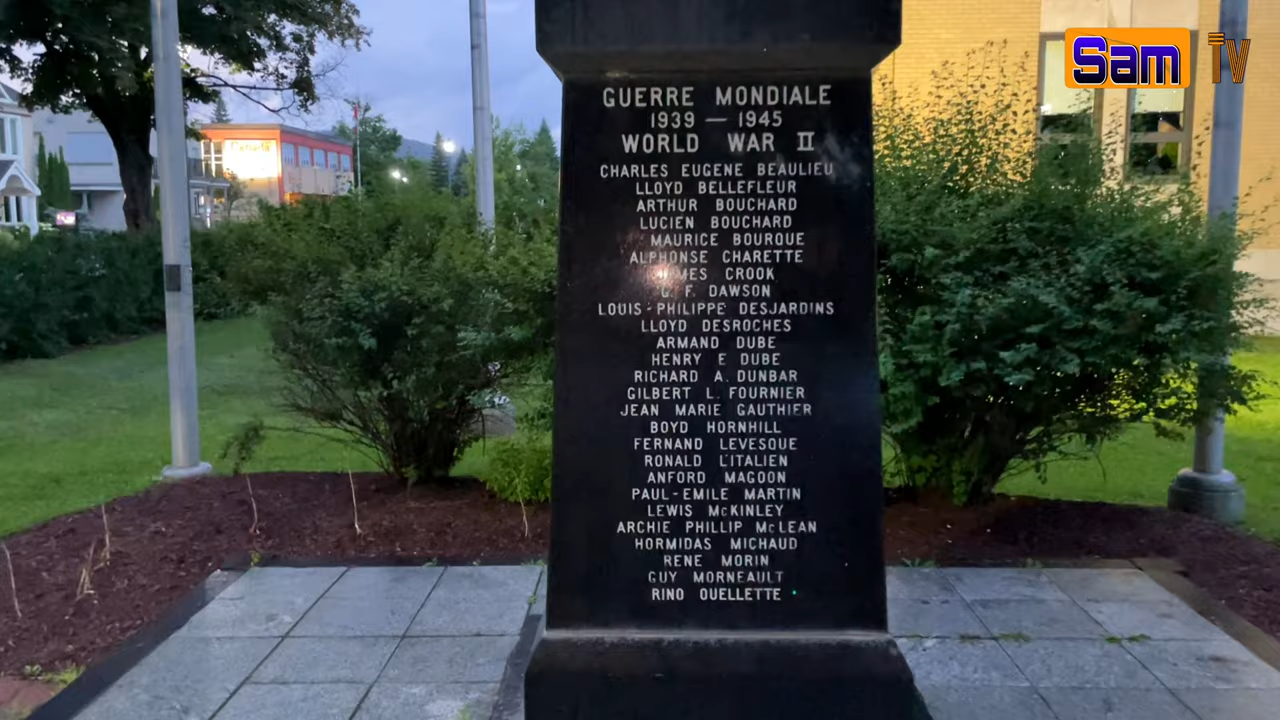 Sam TV
Canada
GUERRE MONDIALE
1939 — 1945
WORLD WAR II
CHARLES EUGENE BEAULIEU
LLOYD BELLEFLEUR
ARTHUR BOUCHARD
LUCIEN BOUCHARD
MAURICE BOURQUE
ALPHONSE CHARETTE
CROOK
F. DAWSON
LOUIS-PHILIPPE DESJARDINS
LLOYD DESROCHES
ARMAND DUBE
HENRY E DUBE
RICHARD A. DUNBAR
GILBERT L. FOURNIER
JEAN MARIE GAUTHIER
BOYD HORNHILL
FERNAND LEVESQUE
RONALD L'ITALIEN
ANFORD MAGOON
PAUL-EMILE MARTIN
LEWIS McKINLEY
ARCHIE PHILLIP McLEAN
HORMIDAS MICHAUD
RENE MORIN
GUY MORNEAULT
RINO OUELLETTE